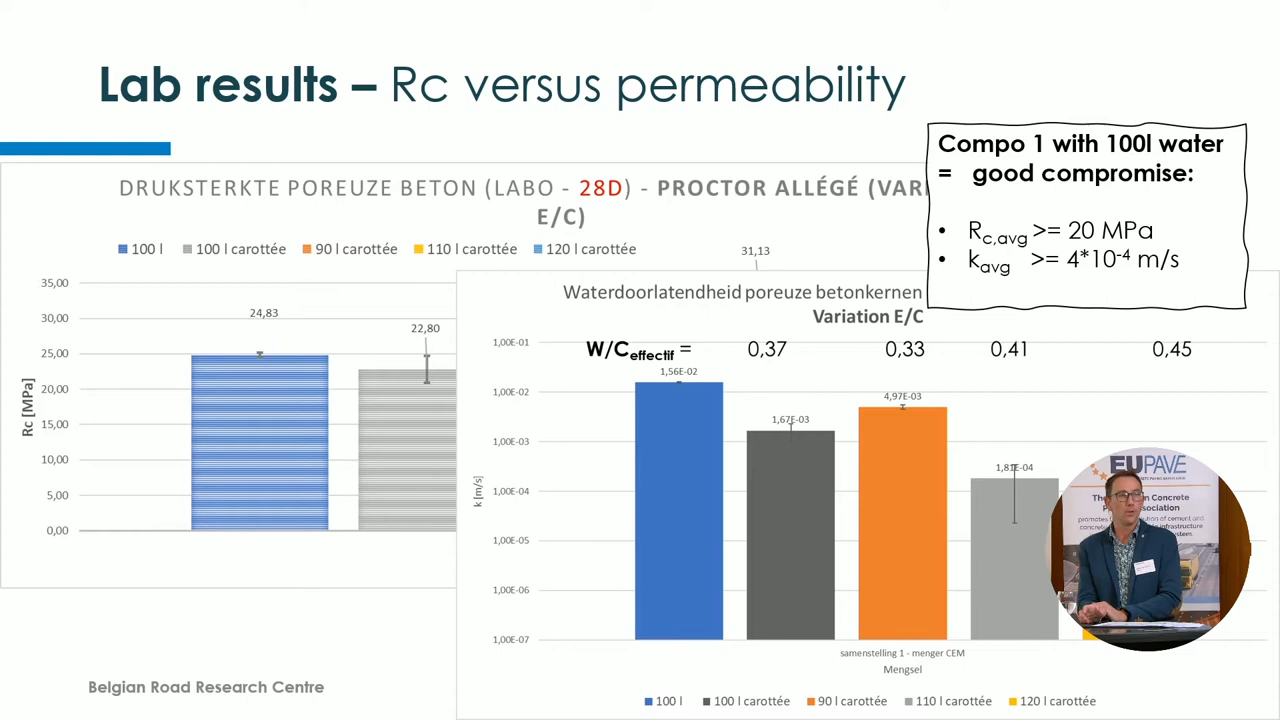 Lab results – Rc versus permeability
Compo 1 with 100l water
= good compromise:
• Rc,avg >= 20 MPa
• kavg >= 4*10-4 m/s
DRUKSTERKTE POREUZE BETON (LABO - 28D) - PROCTOR ALLÉGÉ (VARI
E/C)
100 l 100 l carottée 90 l carottée 110 l carottée 120 l carottée
31,13
35,00
30,00
25,00
20,00
15,00
10,00
5,00
0,00
Rc [MPa]
24,83
22,80
Waterdoorlatendheid poreuze betonkernen
Variation E/C
W/Ceffectif = 0,37 0,33 0,41 0,45
1,00E-01
1,00E-02
1,00E-03
1,00E-04
1,00E-05
1,00E-06
1,00E-07
k [m/s]
1,56E-02
1,67E-03
4,97E-03
1,81E-04
samenstelling 1 - menger CEM
Mengsel
100 l 100 l carottée 90 l carottée 110 l carottée 120 l carottée
EUPAVE
Belgian Road Research Centre